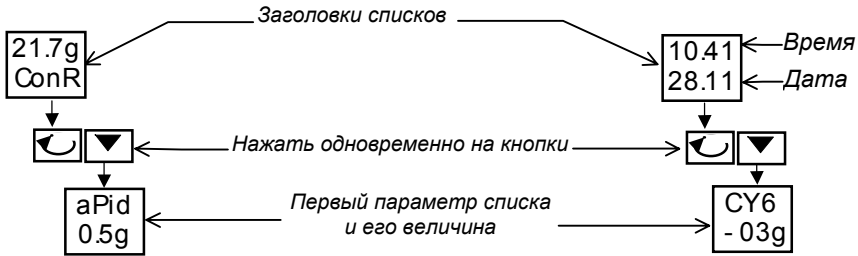 Заголовки списков
21.7g
ConR
10.41
28.11
Время
Дата
Нажать одновременно на кнопки
aPid
0.5g
Первый параметр списка
и его величина
CY6
- 03g